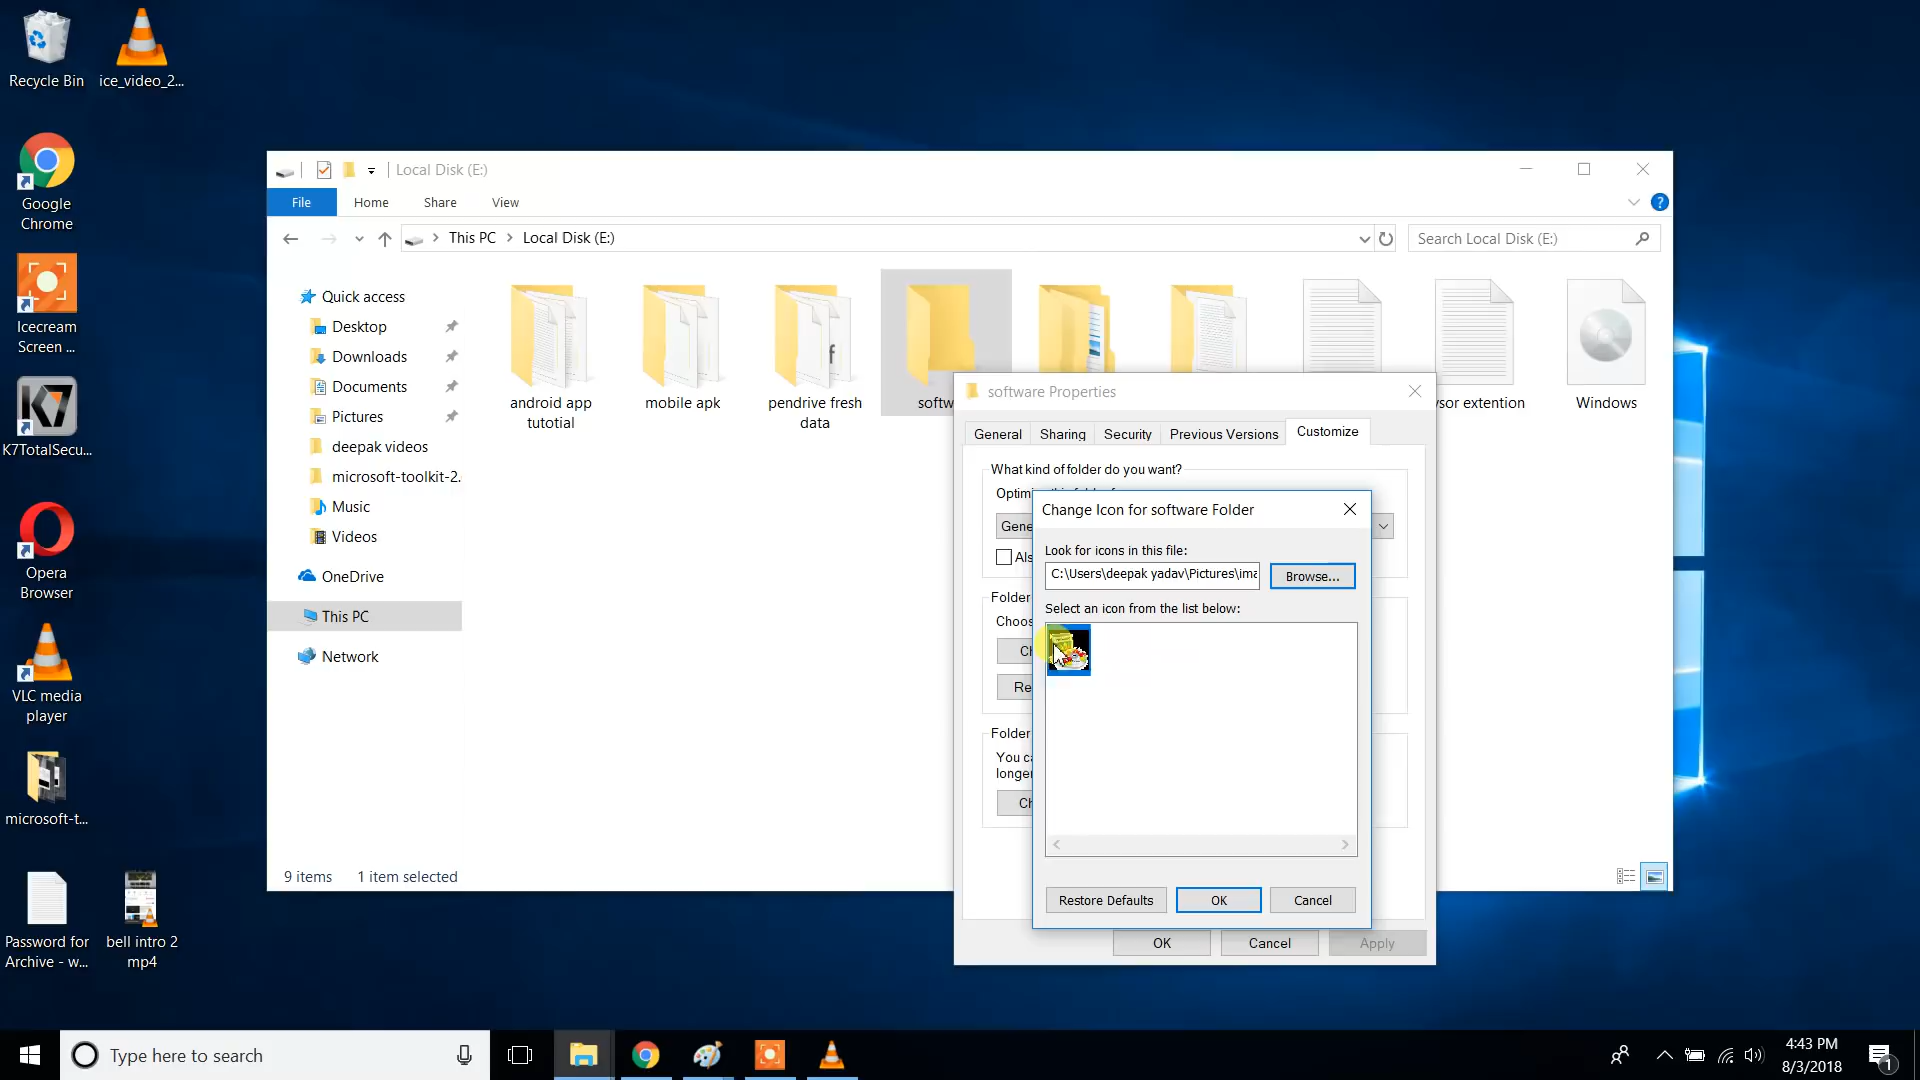 Recycle Bin
ice_video_2...
Google
Chrome
Icecream
Screen ...
K7TotalSecu...
Opera
Browser
VLC media
player
microsoft-t...
Password for
Archive - w...
bell intro 2
mp4
Local Disk (E:)
File
Home
Share
View
?
This PC
Local Disk (E:)
Search Local Disk (E:)
Quick access
Desktop
Downloads
Documents
Pictures
deepak videos
microsoft-toolkit-2.
Music
Videos
OneDrive
This PC
Network
android app
tutotial
mobile apk
f
pendrive fresh
data
softw
sor extention
Windows
9 items
1 item selected
software Properties
General
Sharing
Security
Previous Versions
Customize
What kind of folder do you want?
Optimi
Gene
Als
Folder
Choos
Ch
Re
Folder
You ca
longer
Ch
OK
Cancel
Apply
Change Icon for software Folder
Look for icons in this file:
C:\Users\deepak yadav\Pictures\ima
Browse...
Select an icon from the list below:
Restore Defaults
OK
Cancel
Type here to search
4:43 PM
8/3/2018
1